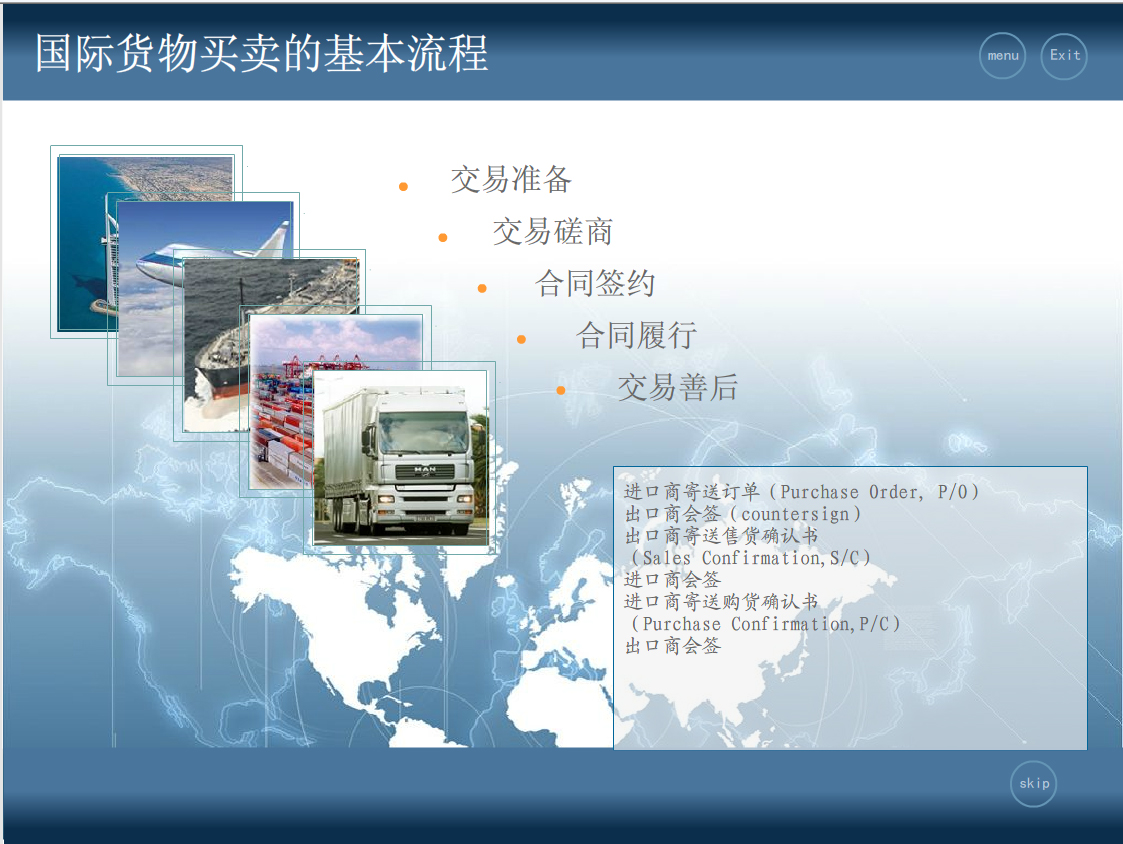 国际货物买卖的基本流程
menu
Exit
交易准备
交易磋商
合同签约
合同履行
交易善后
MAN
进口商寄送订单（Purchase Order, P/O）
出口商会签（countersign）
出口商寄送售货确认书
（Sales Confirmation,S/C）
进口商会签
进口商寄送购货确认书
（Purchase Confirmation,P/C）
出口商会签
skip